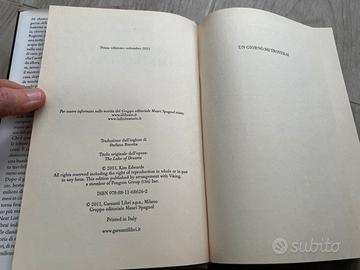 Prima edizione: settembre 2011
Per essere informato sulle novità del Gruppo editoriale Mauri Spagnol visita:
www.illibraio.it
www.infinitestorie.it
Traduzione dall'inglese di
Stefano Beretta
Titolo originale dell'opera:
The Lake of Dreams
© 2011, Kim Edwards
All rights reserved including the right of reproduction in whole or in part
in any form. This edition published by arrangement with Viking,
a member of Penguin Group (USA) Inc.
ISBN 978-88-11-68626-2
© 2011, Garzanti Libri s.p.a., Milano
Gruppo editoriale Mauri Spagnol
Printed in Italy
www.garzantilibri.it
UN GIORNO MI TROVERAI
subito